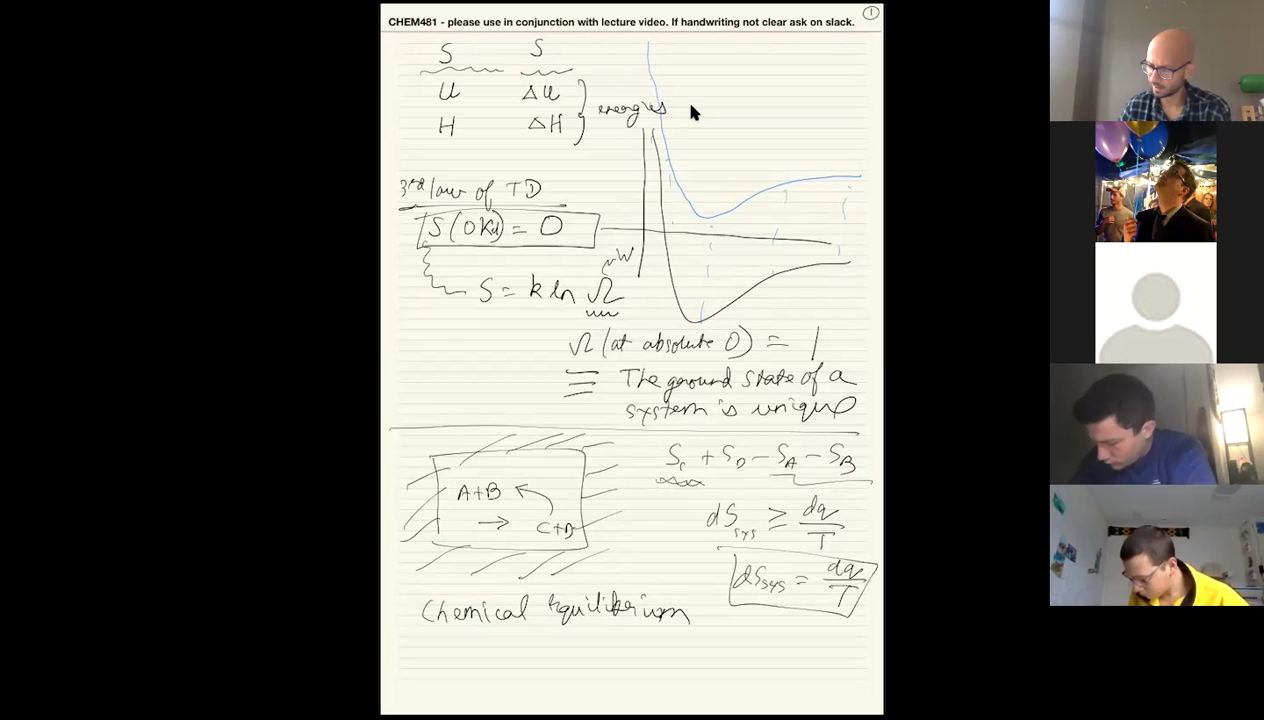 CHEM481 - please use in conjunction with lecture video. If handwriting not clear ask on slack.
1
S S
U ΔU
H ΔH
energies
3rd law of TD
S(0K) = 0
S = k ln Ω
W
Ω (at absolute 0) = 1
≡ The ground state of a
system is unique
S_C + S_D - S_A - S_B
A+B
→ C+D
dS_sys ≥ dq/T
dS_sys = dq/T
Chemical Equilibrium